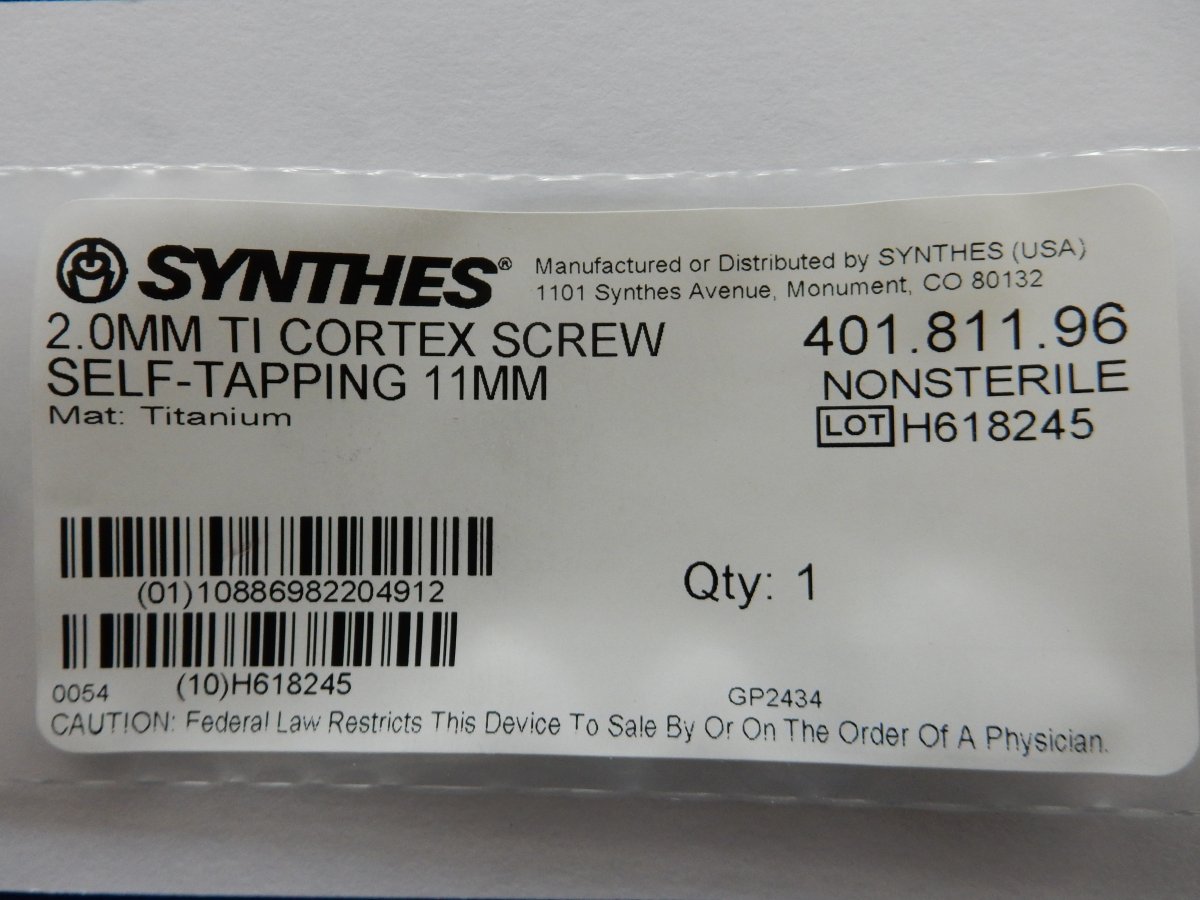 SYNTHES®
Manufactured or Distributed by SYNTHES (USA)
1101 Synthes Avenue, Monument, CO 80132
2.0MM TI CORTEX SCREW
SELF-TAPPING 11MM
Mat: Titanium
401.811.96
NONSTERILE
LOT H618245
(01)10886982204912
Qty: 1
(10)H618245
0054
GP2434
CAUTION: Federal Law Restricts This Device To Sale By Or On The Order Of A Physician.